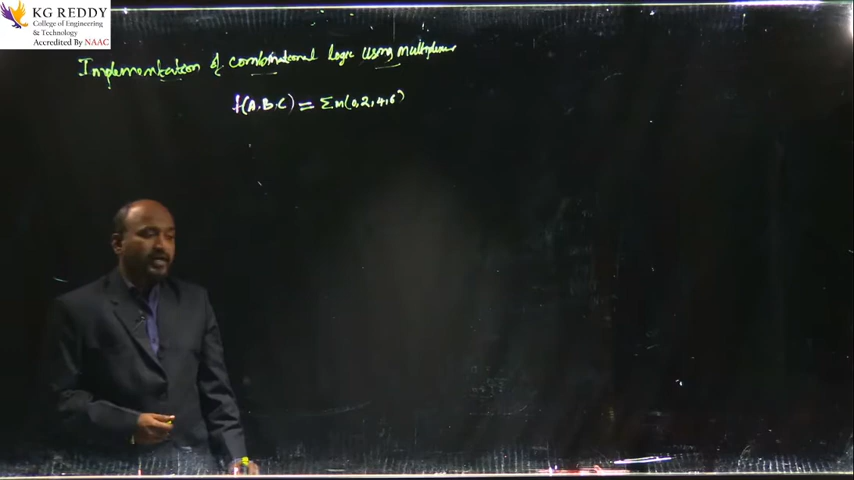 KG REDDY
College of Engineering
& Technology
Accredited By NAAC
Implementation of combinational logic using multiplexer
f(A,B,C) = Σm(0,2,4,6)